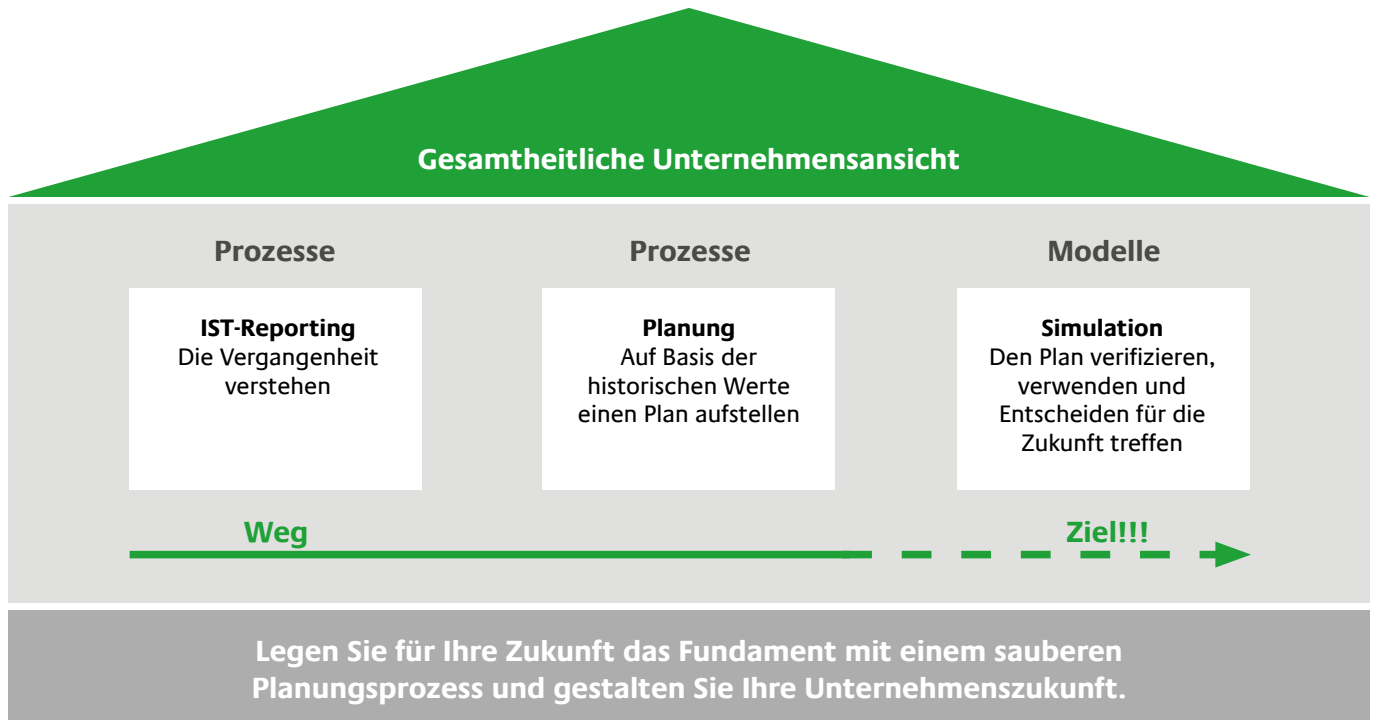 Gesamtheitliche Unternehmensansicht
Prozesse
IST-Reporting
Die Vergangenheit
verstehen
Prozesse
Planung
Auf Basis der
historischen Werte
einen Plan aufstellen
Modelle
Simulation
Den Plan verifizieren,
verwenden und
Entscheiden für die
Zukunft treffen
Weg
Ziel!!!
Legen Sie für Ihre Zukunft das Fundament mit einem sauberen
Planungsprozess und gestalten Sie Ihre Unternehmenszukunft.